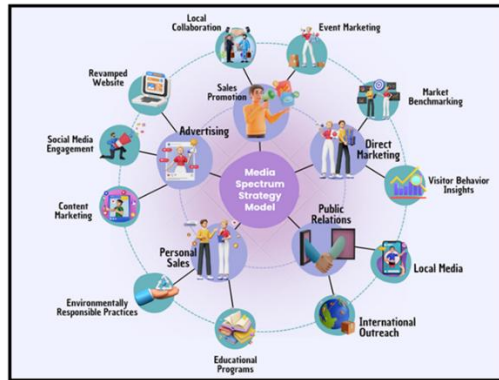 Local
Collaboration
Event Marketing
Revamped
Website
Sales
Promotion
Market
Benchmarking
Advertising
Social Media
Engagement
Direct
Marketing
Media
Spectrum
Strategy
Model
Visitor Behavior
Insights
Content
Marketing
Public
Relations
Personal
Sales
Local Media
Environmentally
Responsible Practices
International
Outreach
Educational
Programs